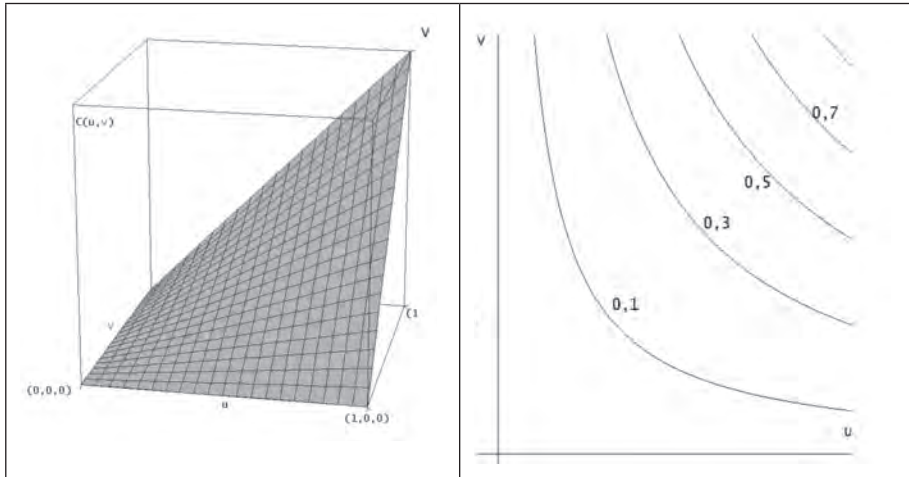 V
C(u,v)
V
(1
(0,0,0)
u
(1,0,0)
V
0,7
0,5
0,3
0,1
u